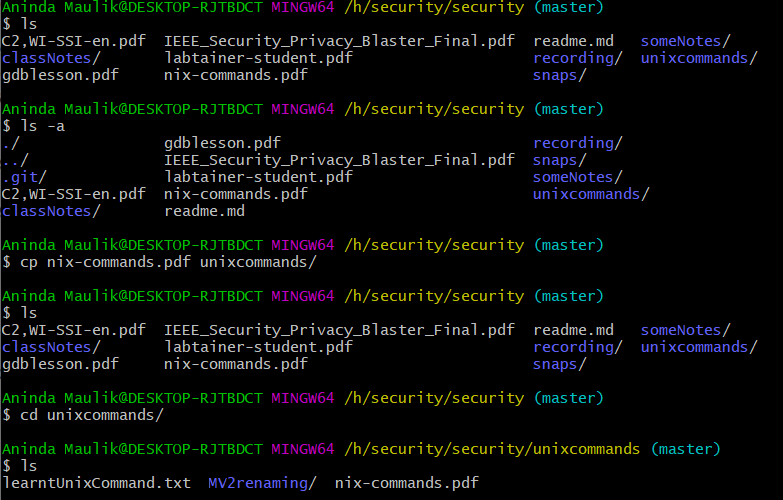 Aninda Maulik@DESKTOP-RJTBDCT MINGW64 /h/security/security (master)
$ ls
C2,WI-SSI-en.pdf  IEEE_Security_Privacy_Blaster_Final.pdf  readme.md   someNotes/
classNotes/       labtainer-student.pdf                    recording/  unixcommands/
gdblesson.pdf     nix-commands.pdf                         snaps/
Aninda Maulik@DESKTOP-RJTBDCT MINGW64 /h/security/security (master)
$ ls -a
./                gdblesson.pdf                            recording/
../               IEEE_Security_Privacy_Blaster_Final.pdf  snaps/
.git/             labtainer-student.pdf                    someNotes/
C2,WI-SSI-en.pdf  nix-commands.pdf                         unixcommands/
classNotes/       readme.md
Aninda Maulik@DESKTOP-RJTBDCT MINGW64 /h/security/security (master)
$ cp nix-commands.pdf unixcommands/
Aninda Maulik@DESKTOP-RJTBDCT MINGW64 /h/security/security (master)
$ ls
C2,WI-SSI-en.pdf  IEEE_Security_Privacy_Blaster_Final.pdf  readme.md   someNotes/
classNotes/       labtainer-student.pdf                    recording/  unixcommands/
gdblesson.pdf     nix-commands.pdf                         snaps/
Aninda Maulik@DESKTOP-RJTBDCT MINGW64 /h/security/security (master)
$ cd unixcommands/
Aninda Maulik@DESKTOP-RJTBDCT MINGW64 /h/security/security/unixcommands (master)
$ ls
learntUnixCommand.txt  MV2renaming/  nix-commands.pdf